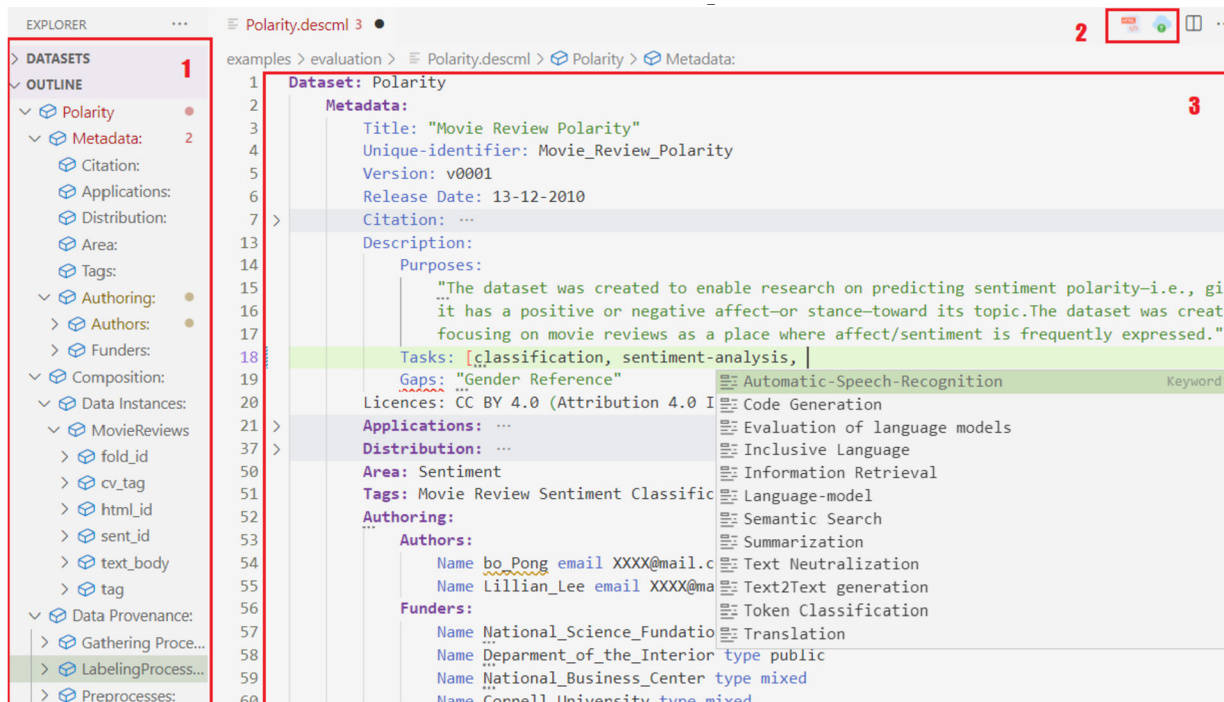 EXPLORER ···
DATASETS
1
OUTLINE
Polarity
Metadata: 2
Citation:
Applications:
Distribution:
Area:
Tags:
Authoring:
Authors:
Funders:
Composition:
Data Instances:
MovieReviews
fold_id
cv_tag
html_id
sent_id
text_body
tag
Data Provenance:
Gathering Proce...
LabelingProcess...
Preprocesses:
Polarity.descml 3 ●
2
examples > evaluation > Polarity.descml > Polarity > Metadata:
3
1 Dataset: Polarity
2 Metadata:
3 Title: "Movie Review Polarity"
4 Unique-identifier: Movie_Review_Polarity
5 Version: v0001
6 Release Date: 13-12-2010
7 > Citation: ···
13 Description:
14 Purposes:
15 "The dataset was created to enable research on predicting sentiment polarity—i.e., gi
16 it has a positive or negative affect—or stance—toward its topic.The dataset was creat
17 focusing on movie reviews as a place where affect/sentiment is frequently expressed."
18 Tasks: [classification, sentiment-analysis,
19 Gaps: "Gender Reference"
20 Licences: CC BY 4.0 (Attribution 4.0 I
21 > Applications: ···
37 > Distribution: ···
50 Area: Sentiment
51 Tags: Movie Review Sentiment Classific
52 Authoring:
53 Authors:
54 Name bo_Pong email XXXX@mail.c
55 Name Lillian_Lee email XXXX@ma
56 Funders:
57 Name National_Science_Fundatio
58 Name Deparment_of_the_Interior type public
59 Name National_Business_Center type mixed
60 Name Cornell_University type mixed
Automatic-Speech-Recognition Keyword
Code Generation
Evaluation of language models
Inclusive Language
Information Retrieval
Language-model
Semantic Search
Summarization
Text Neutralization
Text2Text generation
Token Classification
Translation